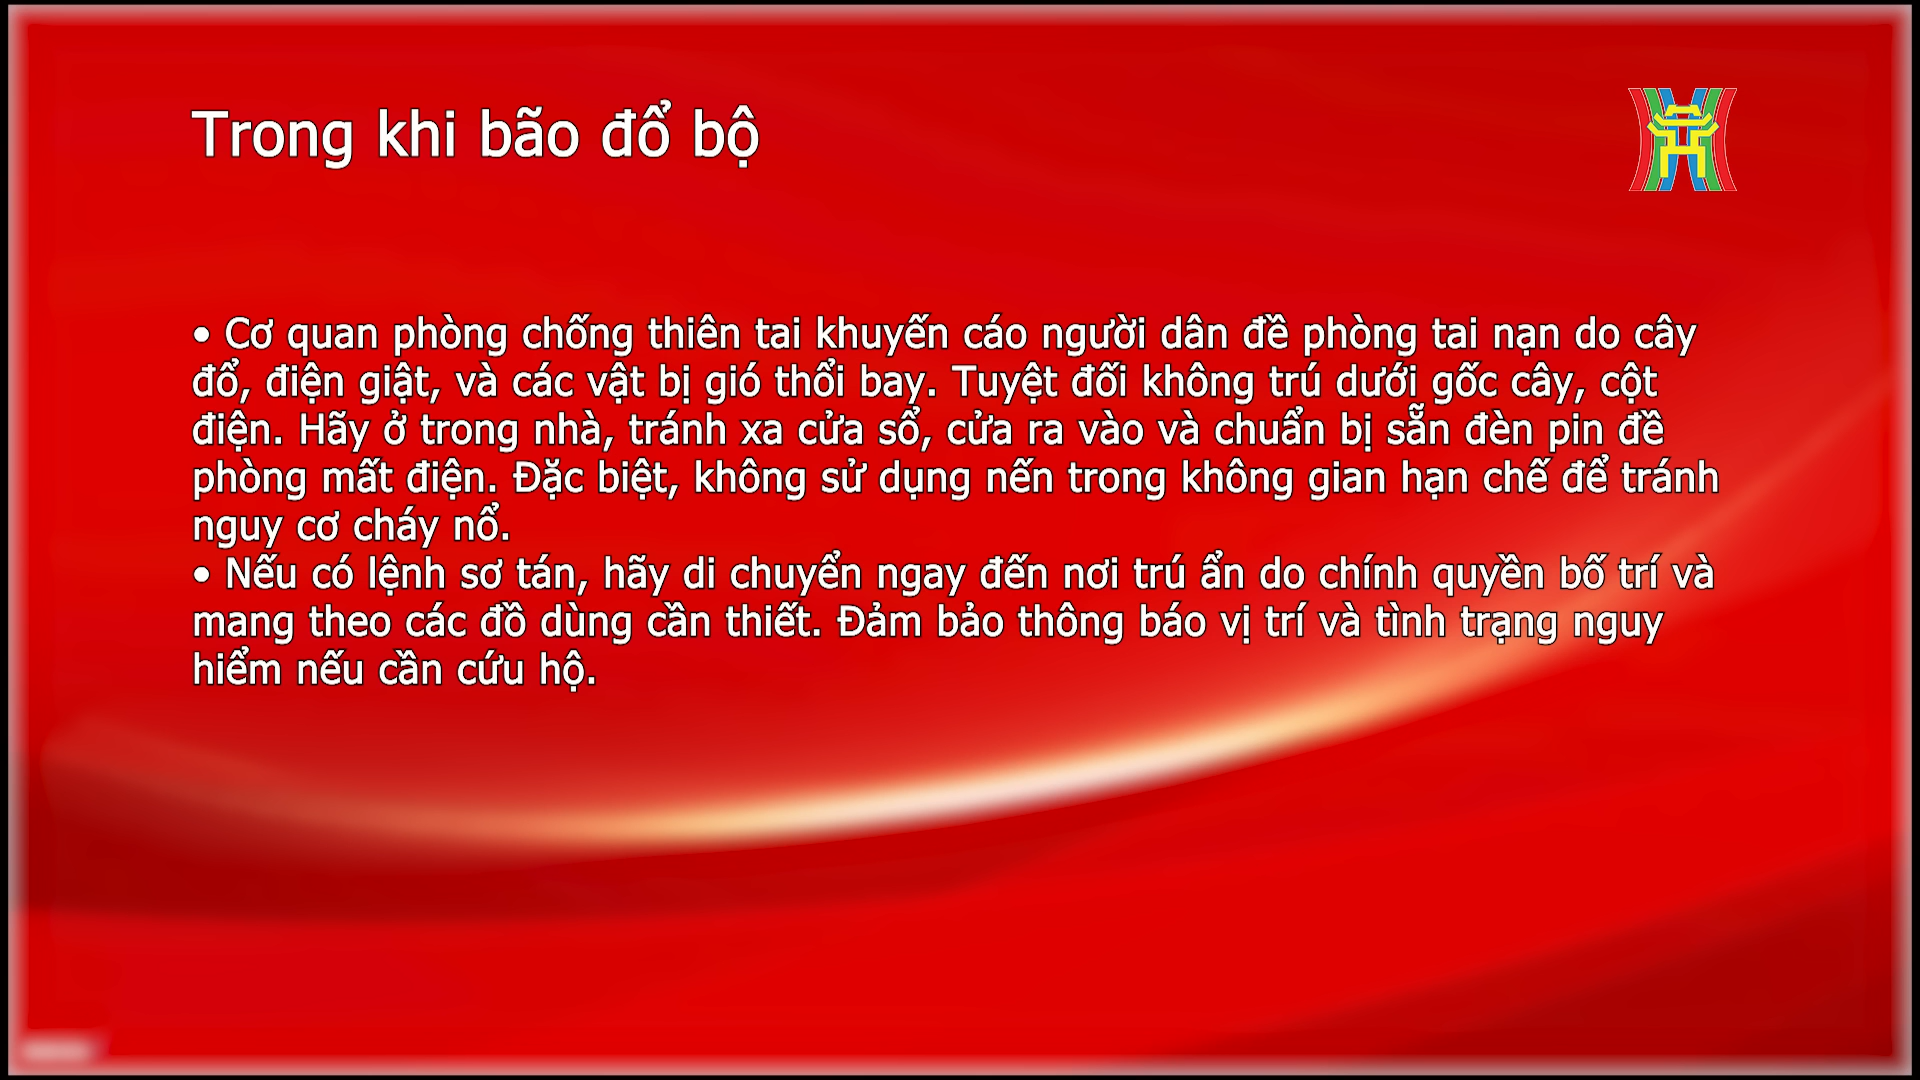 Trong khi bão đổ bộ
• Cơ quan phòng chống thiên tai khuyến cáo người dân đề phòng tai nạn do cây
đổ, điện giật, và các vật bị gió thổi bay. Tuyệt đối không trú dưới gốc cây, cột
điện. Hãy ở trong nhà, tránh xa cửa sổ, cửa ra vào và chuẩn bị sẵn đèn pin đề
phòng mất điện. Đặc biệt, không sử dụng nến trong không gian hạn chế để tránh
nguy cơ cháy nổ.
• Nếu có lệnh sơ tán, hãy di chuyển ngay đến nơi trú ẩn do chính quyền bố trí và
mang theo các đồ dùng cần thiết. Đảm bảo thông báo vị trí và tình trạng nguy
hiểm nếu cần cứu hộ.